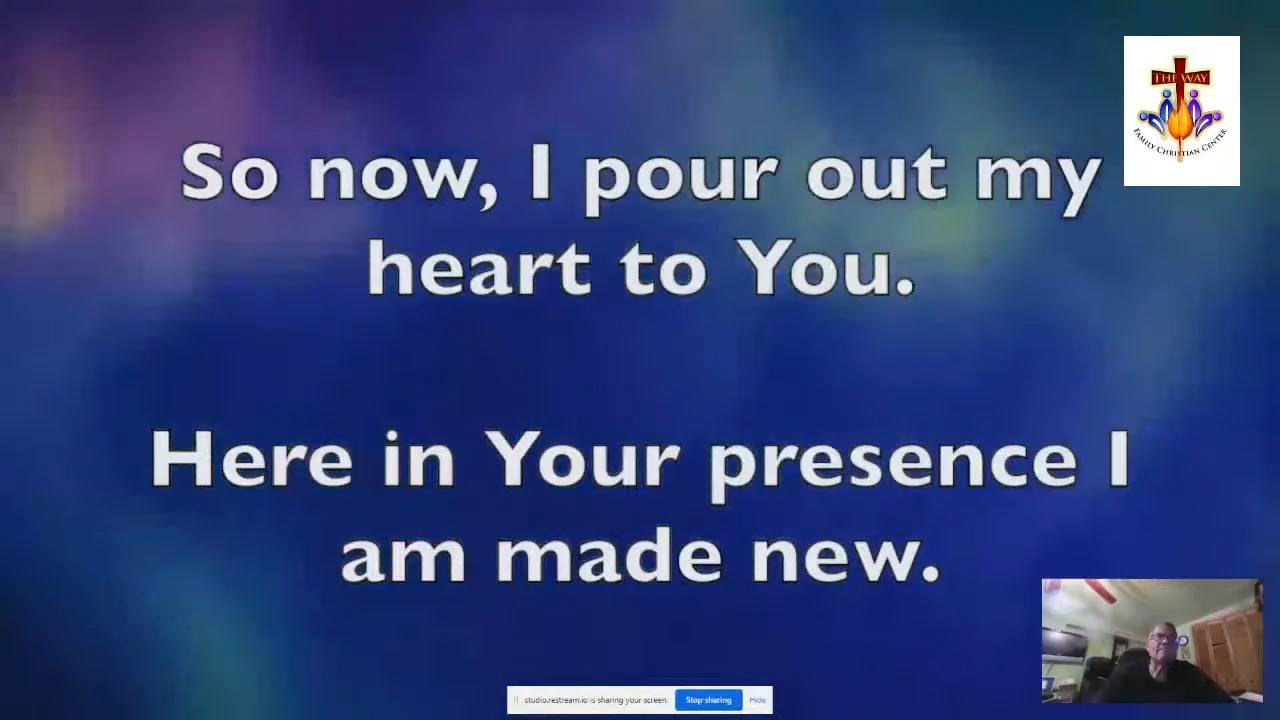 THE WAY
FAMILY CHRISTIAN CENTER
So now, I pour out my
heart to You.
Here in Your presence I
am made new.
studio.restream.io is sharing your screen.
Stop sharing
Hide